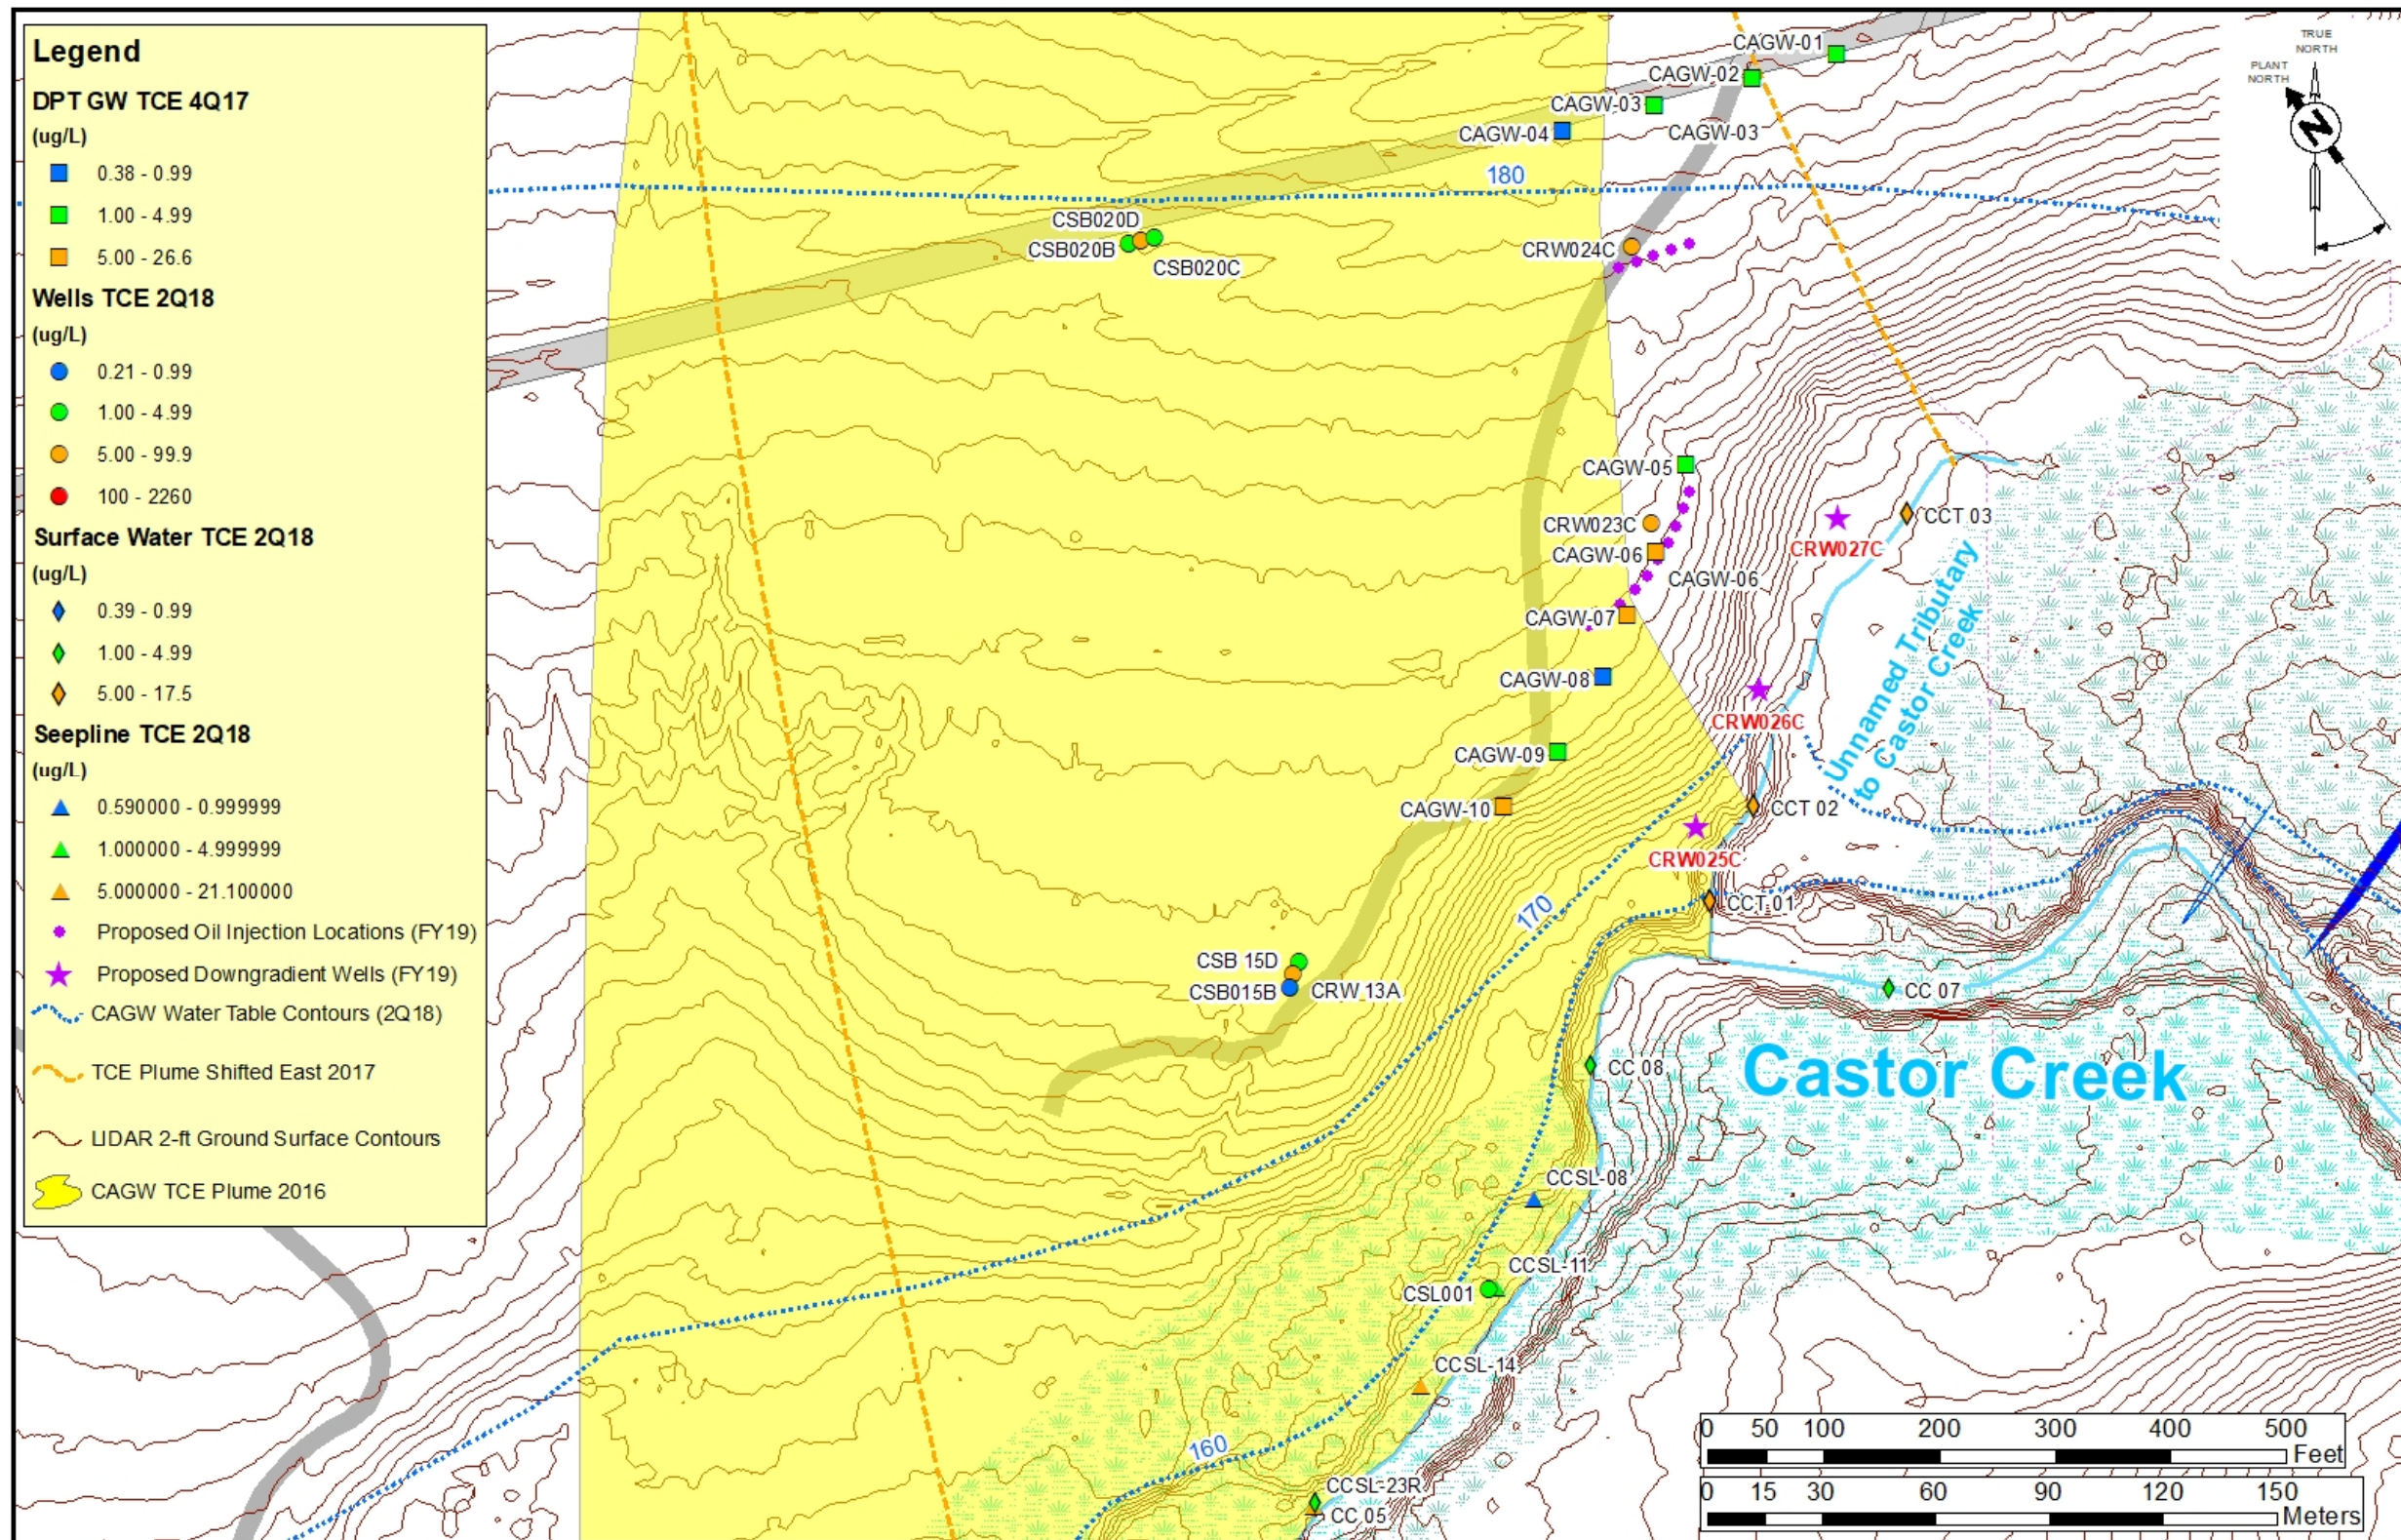 Legend
DPT GW TCE 4Q17
(ug/L)
0.38 - 0.99
1.00 - 4.99
5.00 - 26.6
Wells TCE 2Q18
(ug/L)
0.21 - 0.99
1.00 - 4.99
5.00 - 99.9
100 - 2260
Surface Water TCE 2Q18
(ug/L)
0.39 - 0.99
1.00 - 4.99
5.00 - 17.5
Seepline TCE 2Q18
(ug/L)
0.590000 - 0.999999
1.000000 - 4.999999
5.000000 - 21.100000
Proposed Oil Injection Locations (FY19)
Proposed Downgradient Wells (FY19)
CAGW Water Table Contours (2Q18)
TCE Plume Shifted East 2017
LIDAR 2-ft Ground Surface Contours
CAGW TCE Plume 2016
TRUE
NORTH
PLANT
NORTH
N
CAGW-01
CAGW-02
CAGW-03
CAGW-03
CAGW-04
180
CSB020D
CSB020B
CSB020C
CRW024C
CAGW-05
CRW023C
CAGW-06
CAGW-06
CAGW-07
CAGW-08
CAGW-09
CAGW-10
CCT 03
CRW027C
CRW026C
Unnamed Tributary
to Castor Creek
CCT 02
CRW025C
CCT 01
170
CSB 15D
CSB015B
CRW 13A
CC 07
CC 08
Castor Creek
CCSL-08
CCSL-11
CSL001
CCSL-14
160
CCSL-23R
CC 05
0 50 100 200 300 400 500
Feet
0 15 30 60 90 120 150
Meters